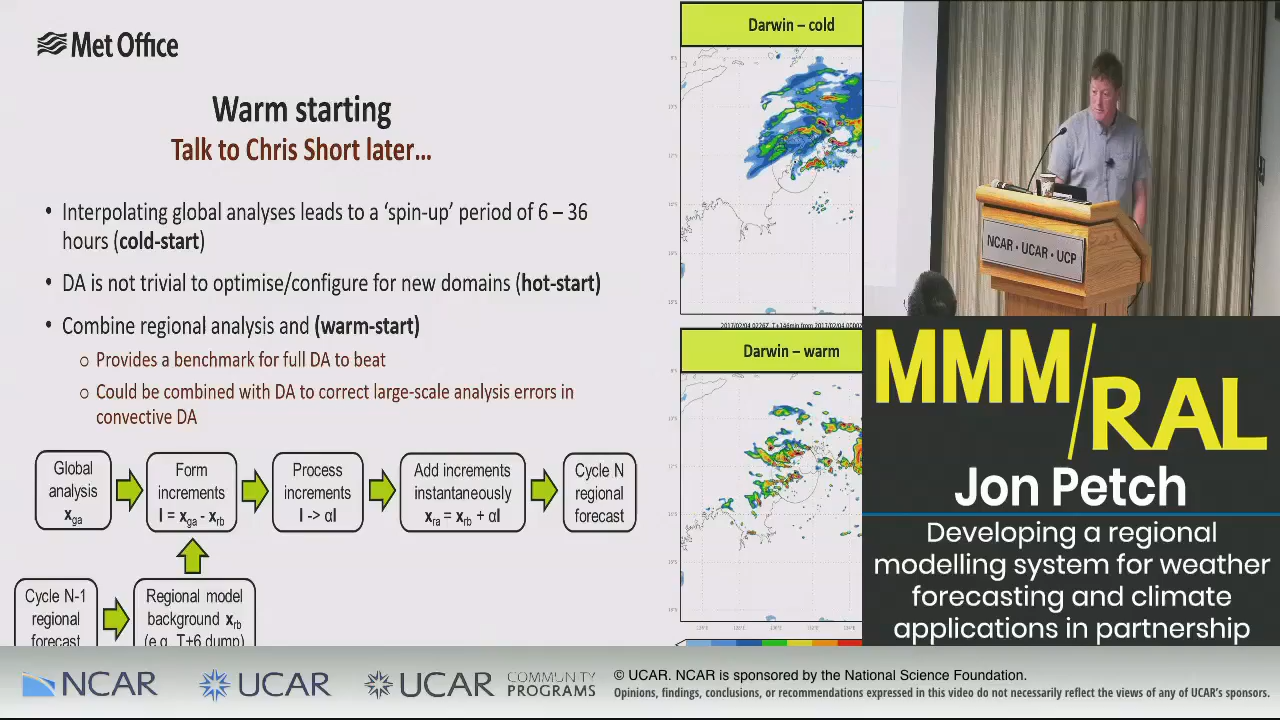 Met Office
Warm starting
Talk to Chris Short later...
• Interpolating global analyses leads to a 'spin-up' period of 6 – 36
hours (cold-start)
• DA is not trivial to optimise/configure for new domains (hot-start)
• Combine regional analysis and (warm-start)
o Provides a benchmark for full DA to beat
o Could be combined with DA to correct large-scale analysis errors in
convective DA
Global
analysis
xga
Form
increments
I = xga - xrb
Process
increments
I -> αI
Add increments
instantaneously
xra = xrb + αI
Cycle N
regional
forecast
Cycle N-1
regional
forecast
Regional model
background xrb
(e.g. T+6 dump)
Darwin – cold
Darwin – warm
NCAR • UCAR • UCP
MMM/RAL
Jon Petch
Developing a regional
modelling system for weather
forecasting and climate
applications in partnership
NCAR
UCAR
UCAR
COMMUNITY
PROGRAMS
© UCAR. NCAR is sponsored by the National Science Foundation.
Opinions, findings, conclusions, or recommendations expressed in this video do not necessarily reflect the views of any of UCAR's sponsors.